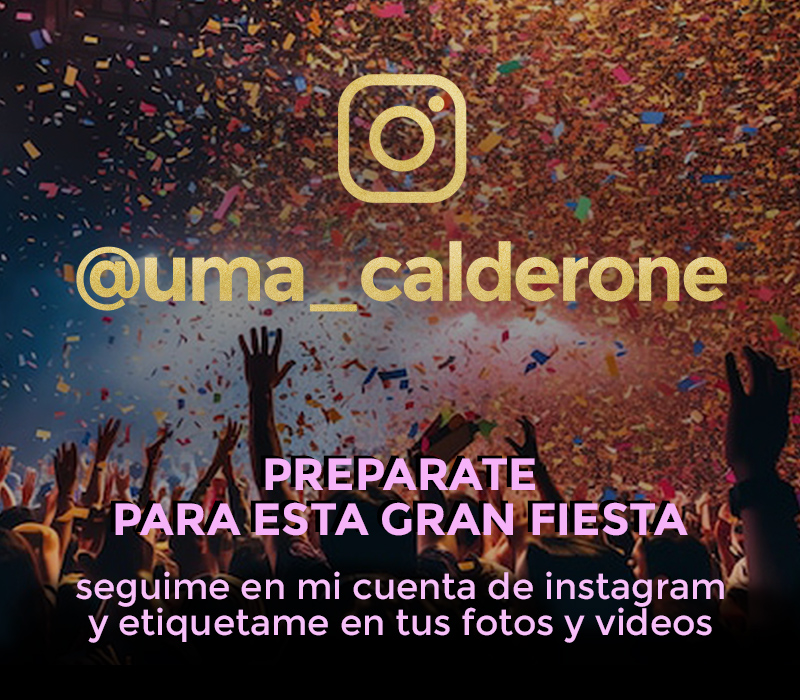 @uma_calderone
PREPARATE
PARA ESTA GRAN FIESTA
seguime en mi cuenta de instagram
y etiquetame en tus fotos y videos